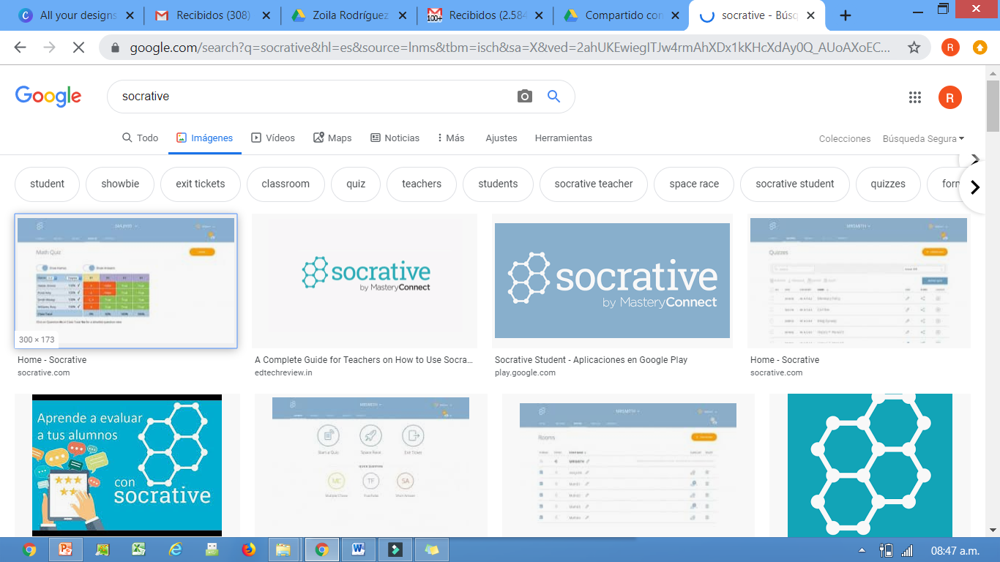 All your designs
Recibidos (308)
Zoila Rodríguez
Recibidos (2.584
Compartido con
socrative - Búsq
google.com/search?q=socrative&hl=es&source=lnms&tbm=isch&sa=X&ved=2ahUKEwiegITJw4rmAhXDx1kKHcXdAy0Q_AUoAXoEC...
R
Google
socrative
R
Todo
Imágenes
Vídeos
Maps
Noticias
Más
Ajustes
Herramientas
Colecciones
Búsqueda Segura
student
showbie
exit tickets
classroom
quiz
teachers
students
socrative teacher
space race
socrative student
quizzes
forn
Math Quiz
300 × 173
socrative
by MasteryConnect
socrative
by MasteryConnect
MRSMITH
Quizzes
Home - Socrative
socrative.com
A Complete Guide for Teachers on How to Use Socra...
edtechreview.in
Socrative Student - Aplicaciones en Google Play
play.google.com
Home - Socrative
socrative.com
Aprende a evaluar
a tus alumnos
con
socrative
MRSMITH
Start a Quiz
Space Race
Exit Ticket
MC
TF
SA
MRSMITH
Rooms
MRSMITH
08:47 a.m.